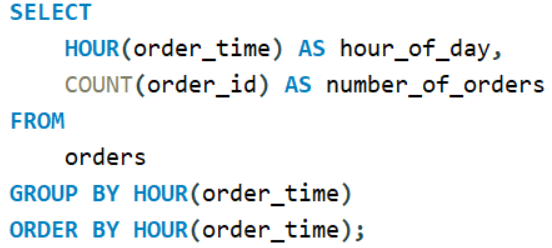 SELECT
    HOUR(order_time) AS hour_of_day,
    COUNT(order_id) AS number_of_orders
FROM
    orders
GROUP BY HOUR(order_time)
ORDER BY HOUR(order_time);